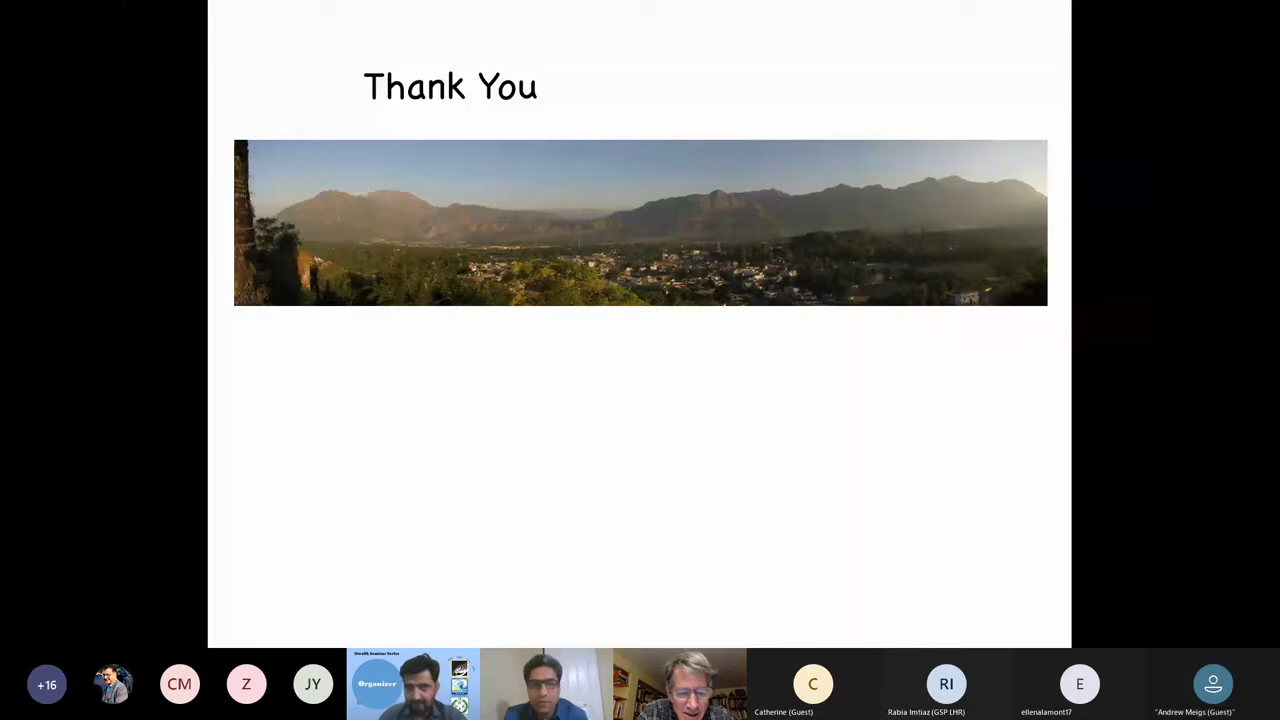 Thank You
+16
CM
Z
JY
Organizer
C
Catherine (Guest)
RI
Rabia Imtiaz (GSP LHR)
E
ellenalamont17
"Andrew Meigs (Guest)"